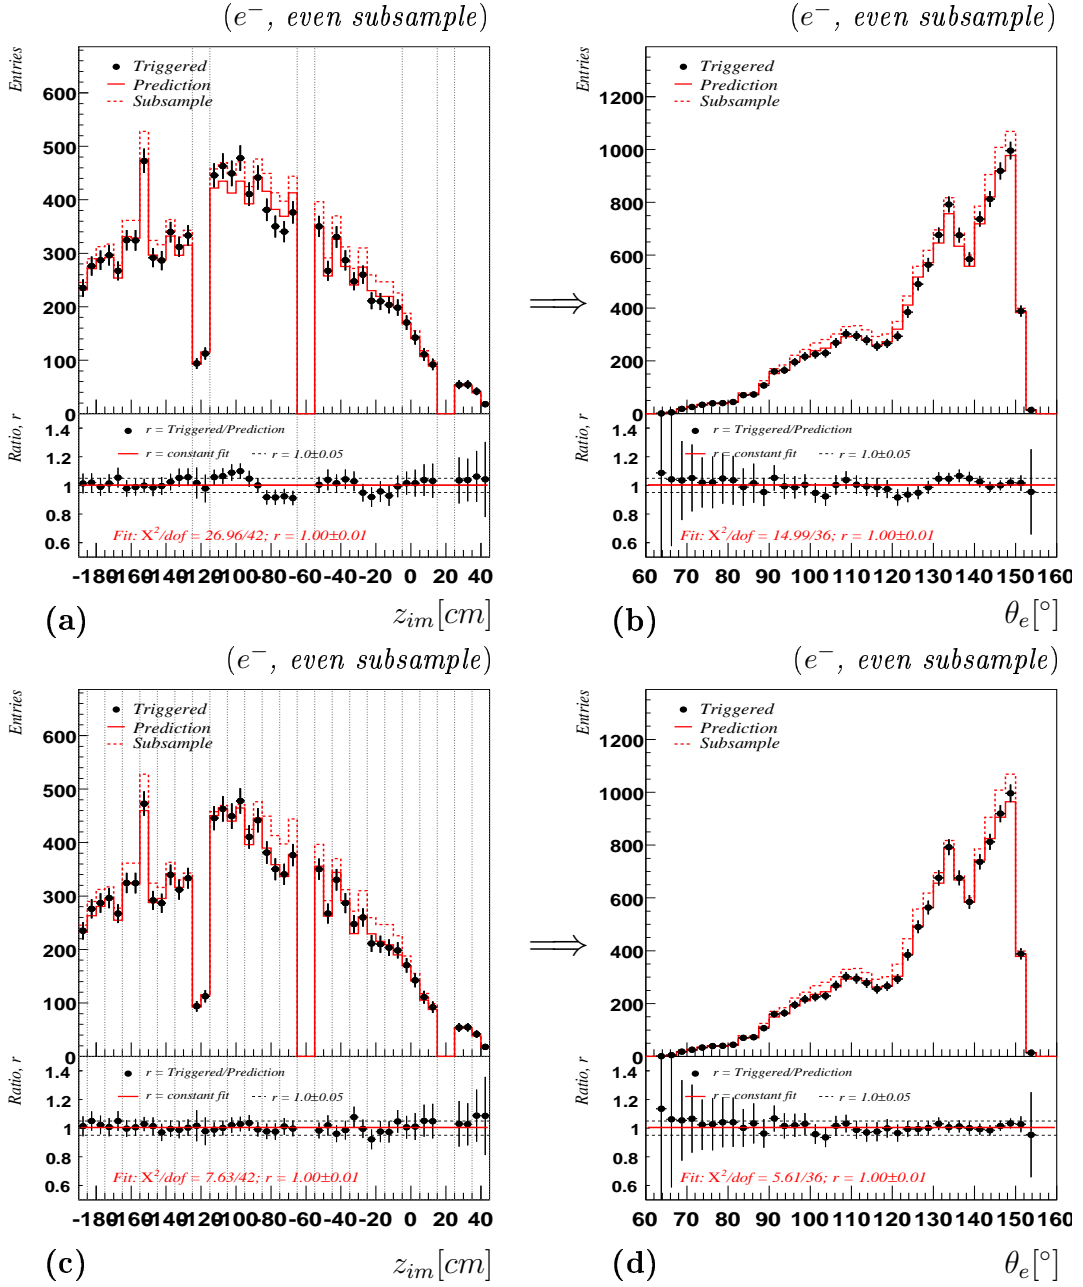 (e−, even subsample)
Entries
Triggered
Prediction
Subsample
600
500
400
300
200
100
0
Ratio, r
1.4
1.2
1
0.8
0.6
r = Triggered/Prediction
r = constant fit
r = 1.0±0.05
Fit: X²/dof = 26.96/42; r = 1.00±0.01
-180 -160 -140 -120 -100 -80 -60 -40 -20 0 20 40
(a)
z_im[cm]
⟹
(e−, even subsample)
Entries
Triggered
Prediction
Subsample
1200
1000
800
600
400
200
0
Ratio, r
1.4
1.2
1
0.8
0.6
r = Triggered/Prediction
r = constant fit
r = 1.0±0.05
Fit: X²/dof = 14.99/36; r = 1.00±0.01
60 70 80 90 100 110 120 130 140 150 160
(b)
θ_e[°]
(e−, even subsample)
Entries
Triggered
Prediction
Subsample
600
500
400
300
200
100
0
Ratio, r
1.4
1.2
1
0.8
0.6
r = Triggered/Prediction
r = constant fit
r = 1.0±0.05
Fit: X²/dof = 7.63/42; r = 1.00±0.01
-180 -160 -140 -120 -100 -80 -60 -40 -20 0 20 40
(c)
z_im[cm]
⟹
(e−, even subsample)
Entries
Triggered
Prediction
Subsample
1200
1000
800
600
400
200
0
Ratio, r
1.4
1.2
1
0.8
0.6
r = Triggered/Prediction
r = constant fit
r = 1.0±0.05
Fit: X²/dof = 5.61/36; r = 1.00±0.01
60 70 80 90 100 110 120 130 140 150 160
(d)
θ_e[°]